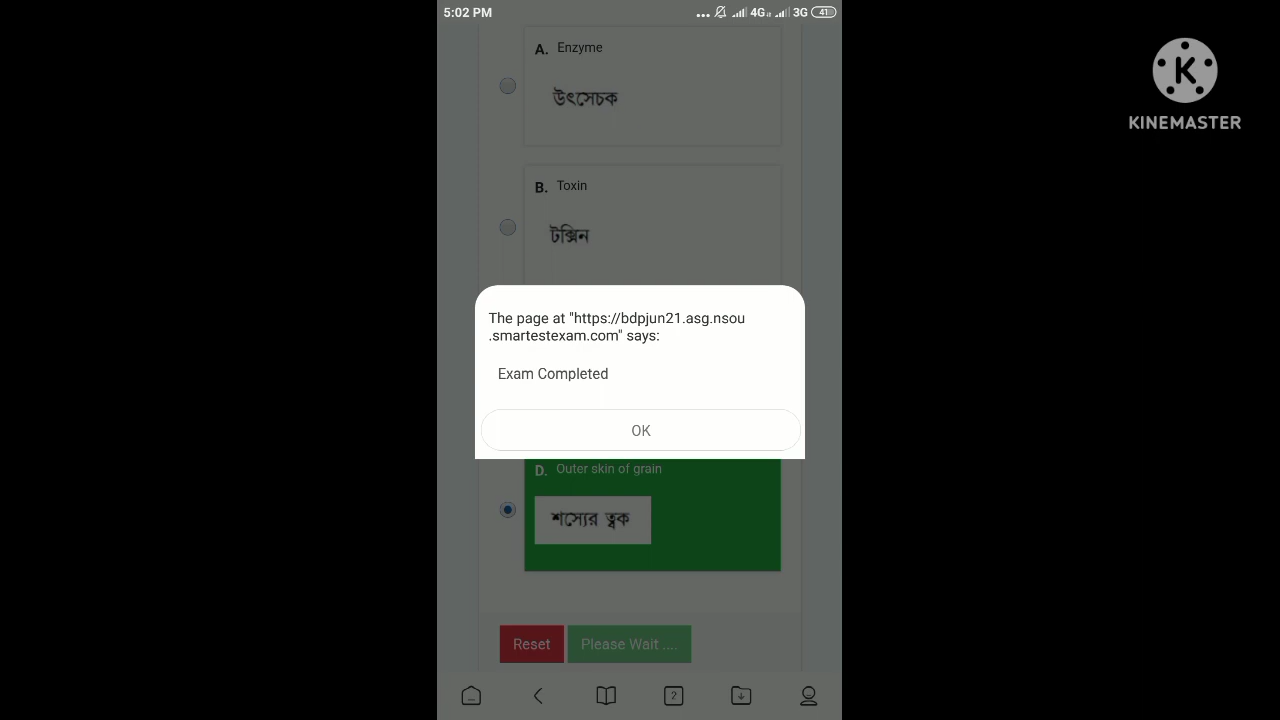 5:02 PM
4G
3G
41
A. Enzyme
উৎসেচক
B. Toxin
টক্সিন
The page at "https://bdpjun21.asg.nsou
.smartestexam.com" says:
Exam Completed
OK
D. Outer skin of grain
শস্যের ত্বক
Reset
Please Wait ....
2
K
KINEMASTER